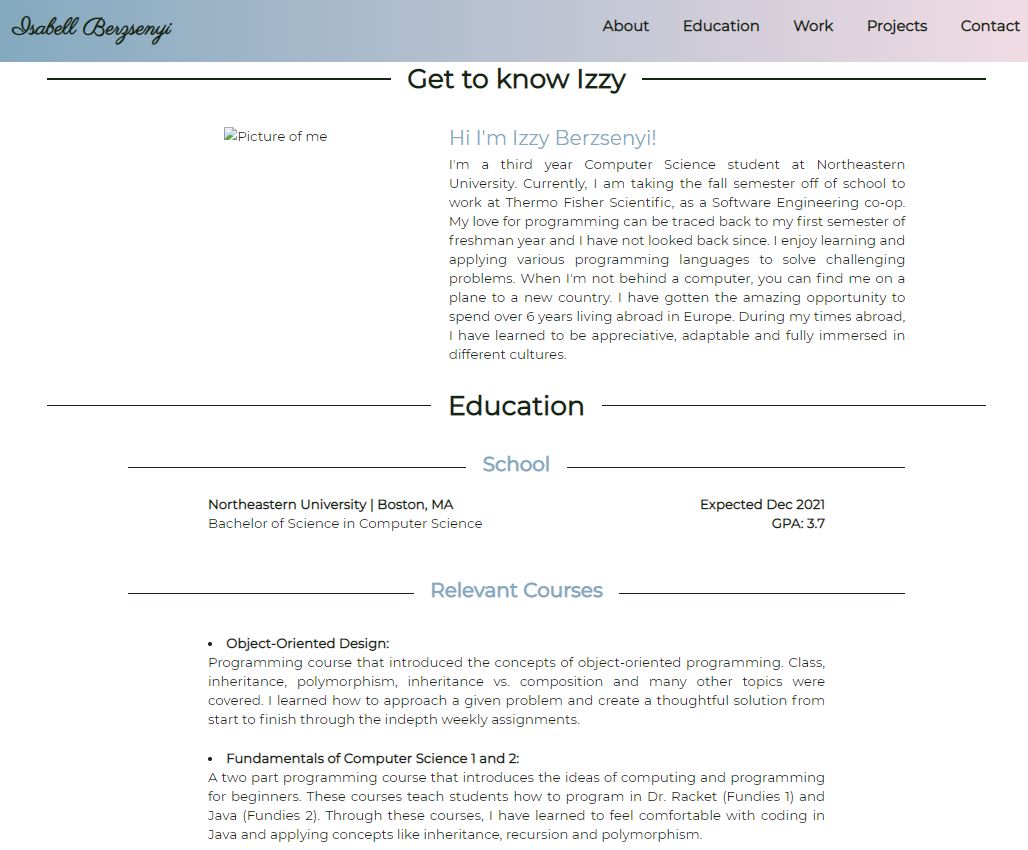 Isabell Berzsenyi
About Education Work Projects Contact
Get to know Izzy
Picture of me
Hi I'm Izzy Berzsenyi!
I'm a third year Computer Science student at Northeastern
University. Currently, I am taking the fall semester off of school to
work at Thermo Fisher Scientific, as a Software Engineering co-op.
My love for programming can be traced back to my first semester of
freshman year and I have not looked back since. I enjoy learning and
applying various programming languages to solve challenging
problems. When I'm not behind a computer, you can find me on a
plane to a new country. I have gotten the amazing opportunity to
spend over 6 years living abroad in Europe. During my times abroad,
I have learned to be appreciative, adaptable and fully immersed in
different cultures.
Education
School
Northeastern University | Boston, MA Expected Dec 2021
Bachelor of Science in Computer Science GPA: 3.7
Relevant Courses
• Object-Oriented Design:
Programming course that introduced the concepts of object-oriented programming. Class,
inheritance, polymorphism, inheritance vs. composition and many other topics were
covered. I learned how to approach a given problem and create a thoughtful solution from
start to finish through the indepth weekly assignments.
• Fundamentals of Computer Science 1 and 2:
A two part programming course that introduces the ideas of computing and programming
for beginners. These courses teach students how to program in Dr. Racket (Fundies 1) and
Java (Fundies 2). Through these courses, I have learned to feel comfortable with coding in
Java and applying concepts like inheritance, recursion and polymorphism.